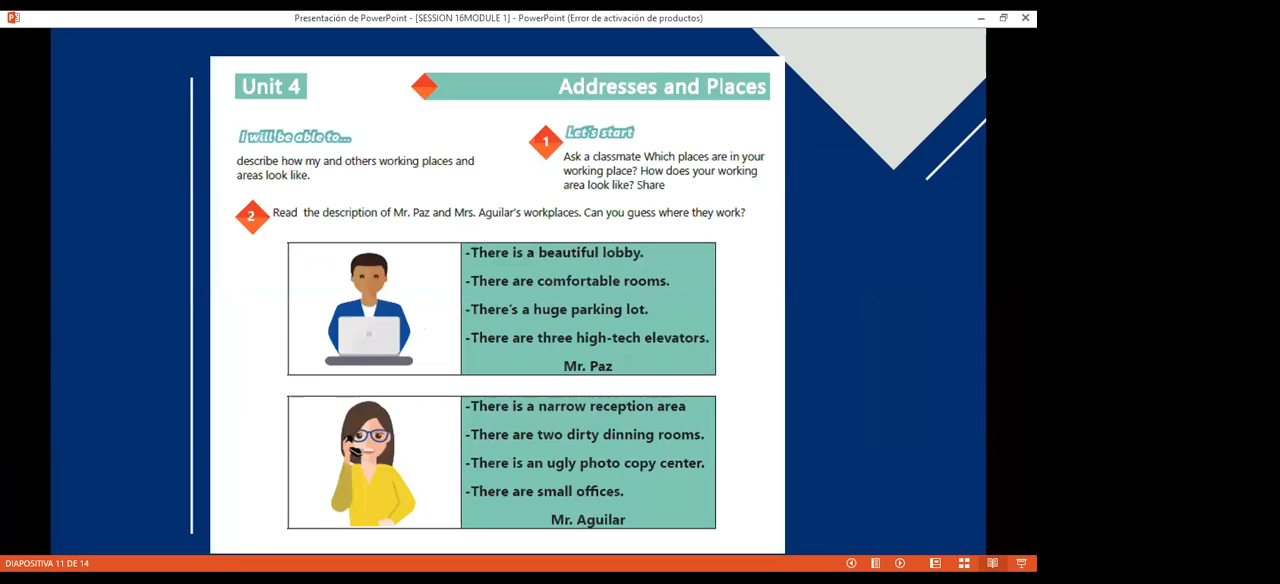 Presentación de PowerPoint - [SESSION 16MODULE 1] - PowerPoint (Error de activación de productos)
Unit 4
Addresses and Places
I will be able to...
describe how my and others working places and
areas look like.
1
Let's start
Ask a classmate Which places are in your
working place? How does your working
area look like? Share
2
Read the description of Mr. Paz and Mrs. Aguilar's workplaces. Can you guess where they work?
-There is a beautiful lobby.
-There are comfortable rooms.
-There's a huge parking lot.
-There are three high-tech elevators.
Mr. Paz
-There is a narrow reception area
-There are two dirty dinning rooms.
-There is an ugly photo copy center.
-There are small offices.
Mr. Aguilar
DIAPOSITIVA 11 DE 14